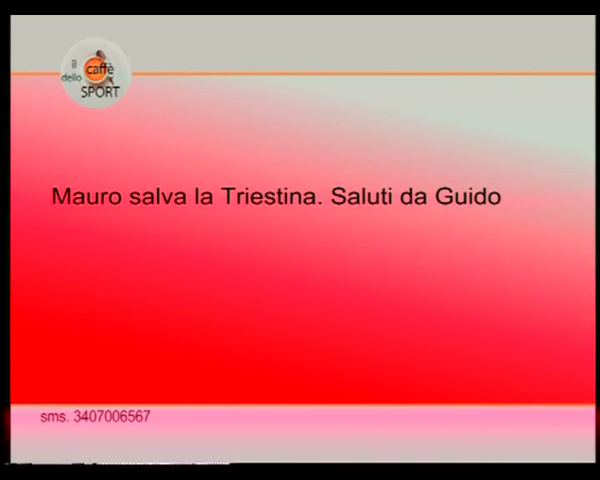 il caffè
dello
SPORT
Mauro salva la Triestina. Saluti da Guido
sms. 3407006567